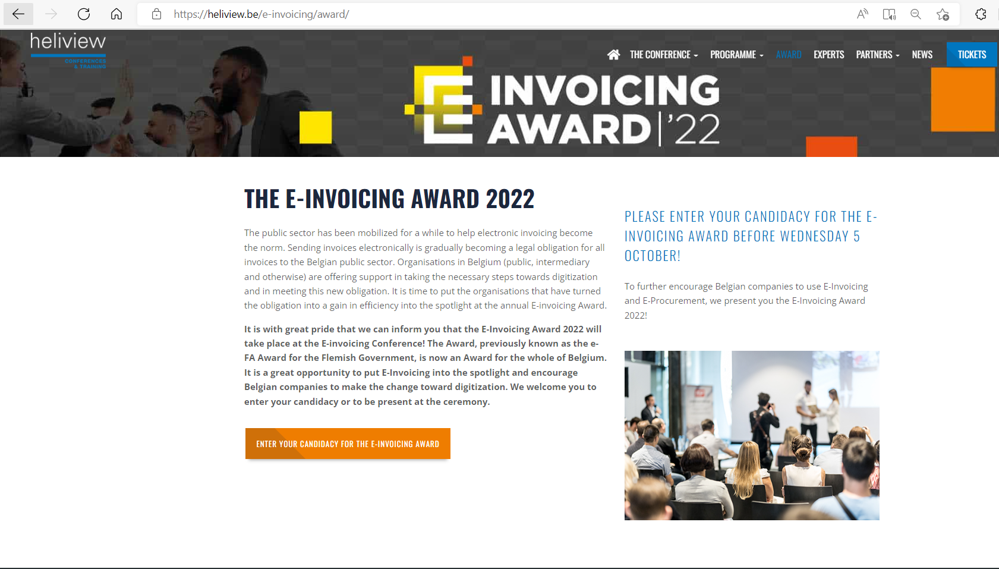 https://heliview.be/e-invoicing/award/
heliview
CONFERENCES
& TRAINING
THE CONFERENCE
PROGRAMME
AWARD
EXPERTS
PARTNERS
NEWS
TICKETS
E INVOICING
AWARD|'22
THE E-INVOICING AWARD 2022
The public sector has been mobilized for a while to help electronic invoicing become
the norm. Sending invoices electronically is gradually becoming a legal obligation for all
invoices to the Belgian public sector. Organisations in Belgium (public, intermediary
and otherwise) are offering support in taking the necessary steps towards digitization
and in meeting this new obligation. It is time to put the organisations that have turned
the obligation into a gain in efficiency into the spotlight at the annual E-invoicing Award.
It is with great pride that we can inform you that the E-Invoicing Award 2022 will
take place at the E-invoicing Conference! The Award, previously known as the e-
FA Award for the Flemish Government, is now an Award for the whole of Belgium.
It is a great opportunity to put E-Invoicing into the spotlight and encourage
Belgian companies to make the change toward digitization. We welcome you to
enter your candidacy or to be present at the ceremony.
ENTER YOUR CANDIDACY FOR THE E-INVOICING AWARD
PLEASE ENTER YOUR CANDIDACY FOR THE E-
INVOICING AWARD BEFORE WEDNESDAY 5
OCTOBER!
To further encourage Belgian companies to use E-Invoicing
and E-Procurement, we present you the E-Invoicing Award
2022!